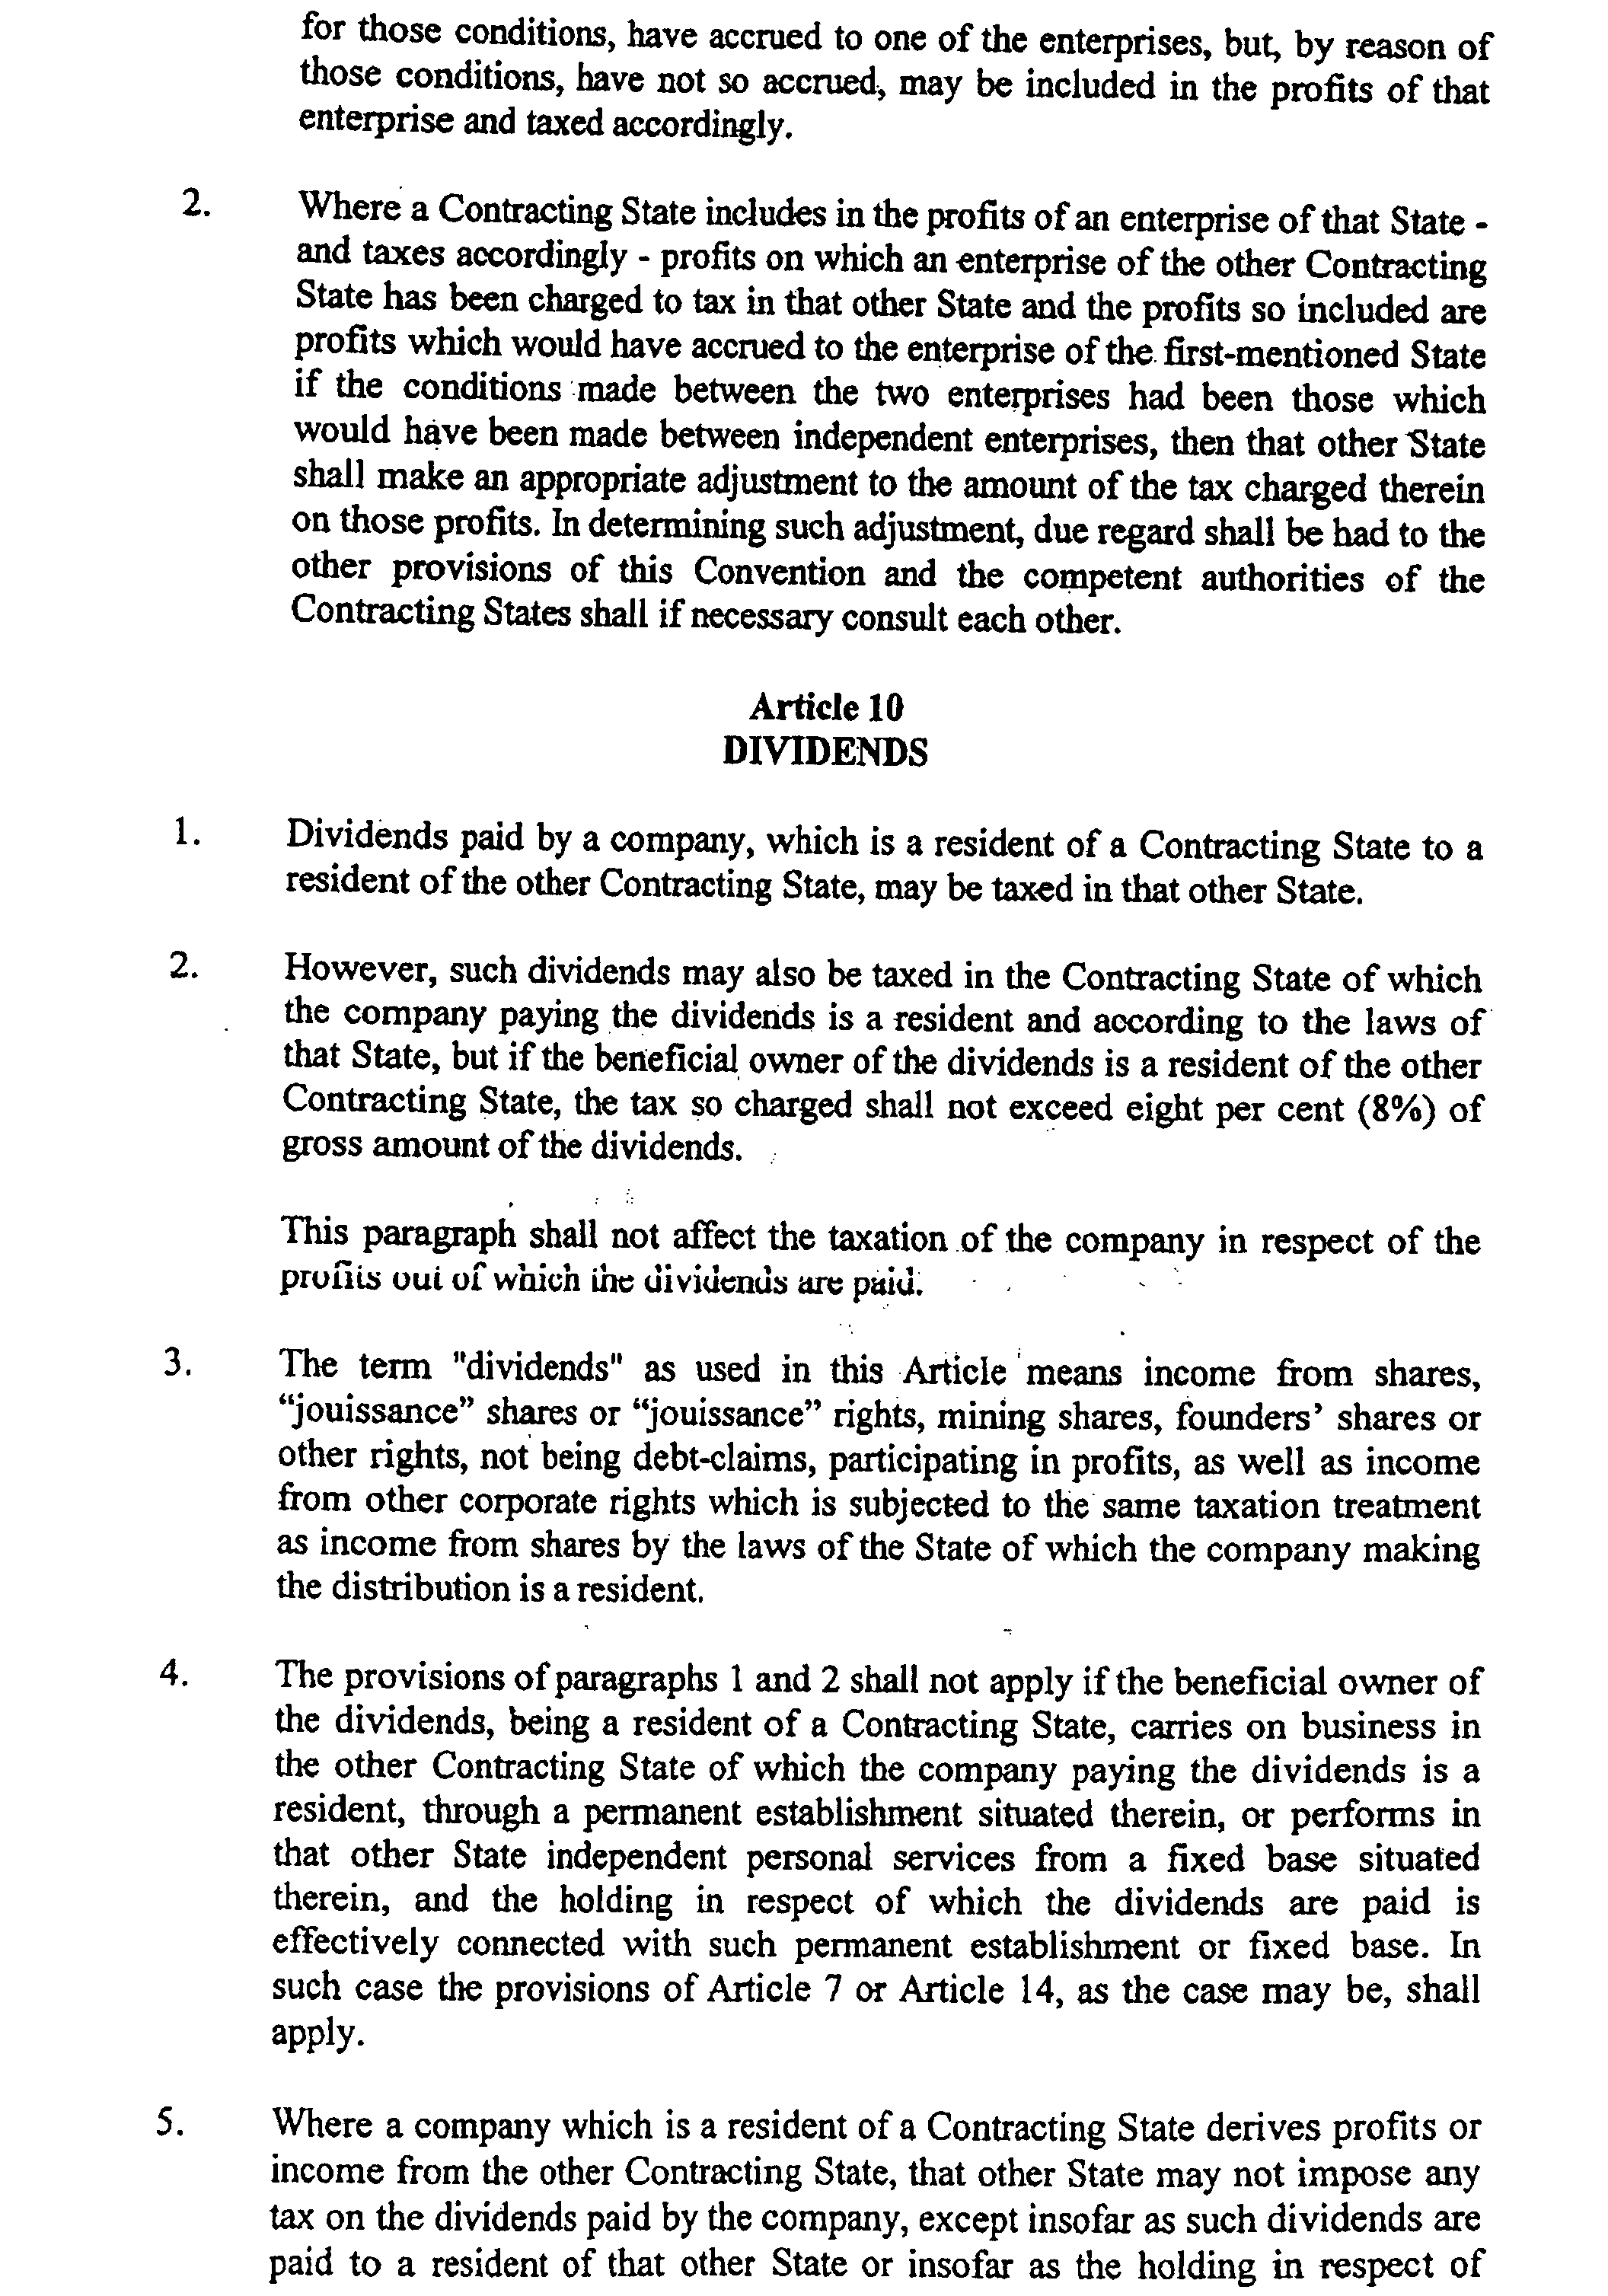 for those conditions, have accrued to one of the enterprises, but, by reason of
those conditions, have not so accrued, may be included in the profits of that
enterprise and taxed accordingly.
2. Where a Contracting State includes in the profits of an enterprise of that State -
and taxes accordingly - profits on which an enterprise of the other Contracting
State has been charged to tax in that other State and the profits so included are
profits which would have accrued to the enterprise of the first-mentioned State
if the conditions made between the two enterprises had been those which
would have been made between independent enterprises, then that other State
shall make an appropriate adjustment to the amount of the tax charged therein
on those profits. In determining such adjustment, due regard shall be had to the
other provisions of this Convention and the competent authorities of the
Contracting States shall if necessary consult each other.
Article 10
DIVIDENDS
1. Dividends paid by a company, which is a resident of a Contracting State to a
resident of the other Contracting State, may be taxed in that other State.
2. However, such dividends may also be taxed in the Contracting State of which
the company paying the dividends is a resident and according to the laws of
that State, but if the beneficial owner of the dividends is a resident of the other
Contracting State, the tax so charged shall not exceed eight per cent (8%) of
gross amount of the dividends.
This paragraph shall not affect the taxation of the company in respect of the
profits out of which the dividends are paid.
3. The term "dividends" as used in this Article means income from shares,
“jouissance” shares or “jouissance” rights, mining shares, founders’ shares or
other rights, not being debt-claims, participating in profits, as well as income
from other corporate rights which is subjected to the same taxation treatment
as income from shares by the laws of the State of which the company making
the distribution is a resident.
4. The provisions of paragraphs 1 and 2 shall not apply if the beneficial owner of
the dividends, being a resident of a Contracting State, carries on business in
the other Contracting State of which the company paying the dividends is a
resident, through a permanent establishment situated therein, or performs in
that other State independent personal services from a fixed base situated
therein, and the holding in respect of which the dividends are paid is
effectively connected with such permanent establishment or fixed base. In
such case the provisions of Article 7 or Article 14, as the case may be, shall
apply.
5. Where a company which is a resident of a Contracting State derives profits or
income from the other Contracting State, that other State may not impose any
tax on the dividends paid by the company, except insofar as such dividends are
paid to a resident of that other State or insofar as the holding in respect of